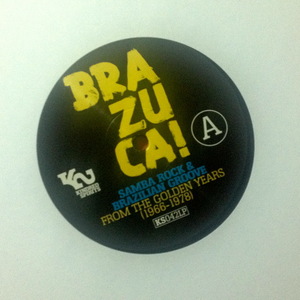 BRA
ZU
CA!
A
SAMBA ROCK &
BRAZILIAN GROOVE
FROM THE GOLDEN YEARS
(1966-1978)
KS042LP